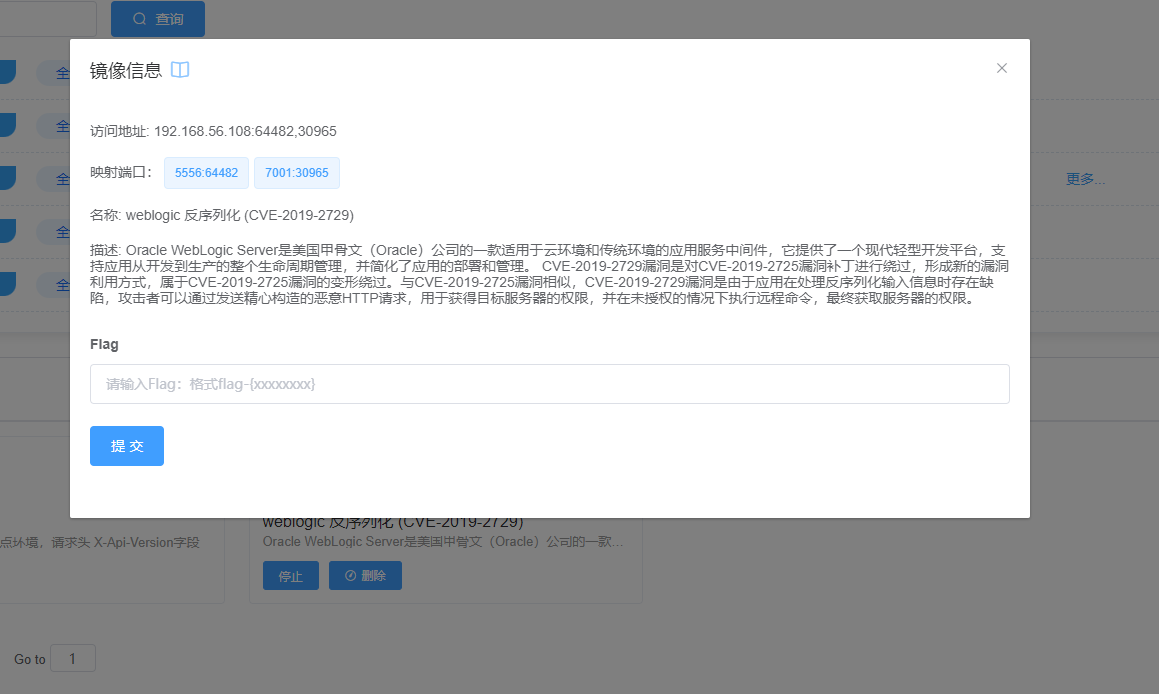 查询
全
全
全
全
全
更多...
镜像信息
访问地址: 192.168.56.108:64482,30965
映射端口： 5556:64482 7001:30965
名称: weblogic 反序列化 (CVE-2019-2729)
描述: Oracle WebLogic Server是美国甲骨文（Oracle）公司的一款适用于云环境和传统环境的应用服务中间件，它提供了一个现代轻型开发平台，支
持应用从开发到生产的整个生命周期管理，并简化了应用的部署和管理。 CVE-2019-2729漏洞是对CVE-2019-2725漏洞补丁进行绕过，形成新的漏洞
利用方式，属于CVE-2019-2725漏洞的变形绕过。与CVE-2019-2725漏洞相似，CVE-2019-2729漏洞是由于应用在处理反序列化输入信息时存在缺
陷，攻击者可以通过发送精心构造的恶意HTTP请求，用于获得目标服务器的权限，并在未授权的情况下执行远程命令，最终获取服务器的权限。
Flag
请输入Flag：格式flag-{xxxxxxxx}
提 交
点环境，请求头 X-Api-Version字段
weblogic 反序列化 (CVE-2019-2729)
Oracle WebLogic Server是美国甲骨文（Oracle）公司的一款...
停止 删除
Go to 1